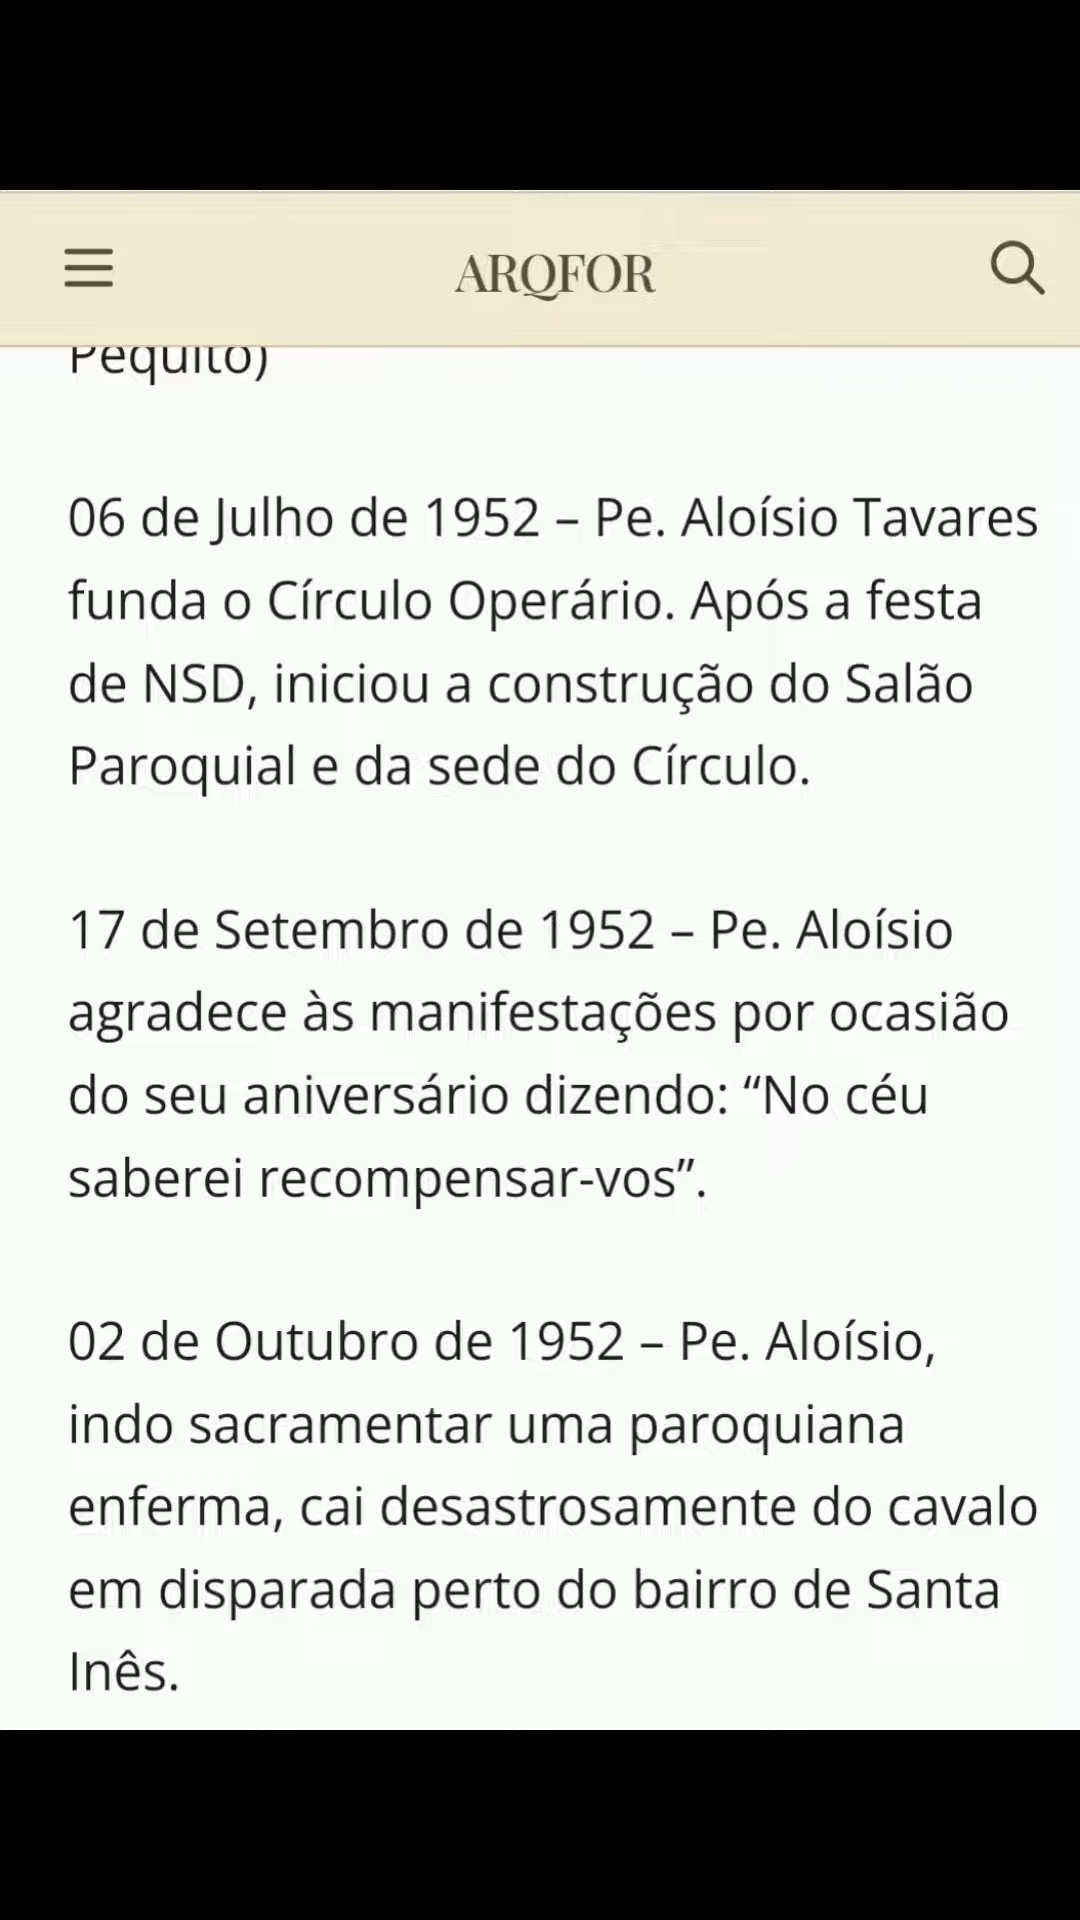 ARQFOR
Pequito)
06 de Julho de 1952 – Pe. Aloísio Tavares
funda o Círculo Operário. Após a festa
de NSD, iniciou a construção do Salão
Paroquial e da sede do Círculo.
17 de Setembro de 1952 – Pe. Aloísio
agradece às manifestações por ocasião
do seu aniversário dizendo: “No céu
saberei recompensar-vos”.
02 de Outubro de 1952 – Pe. Aloísio,
indo sacramentar uma paroquiana
enferma, cai desastrosamente do cavalo
em disparada perto do bairro de Santa
Inês.